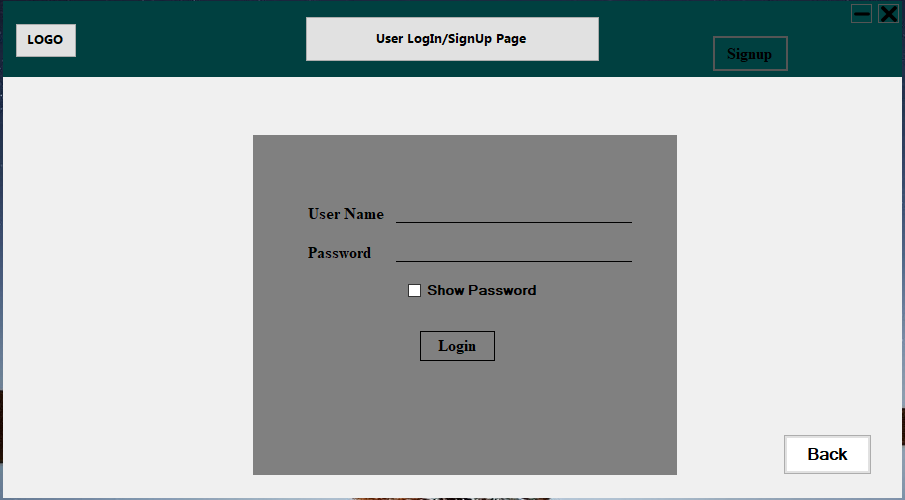 LOGO
User LogIn/SignUp Page
Signup
User Name
Password
Show Password
Login
Back